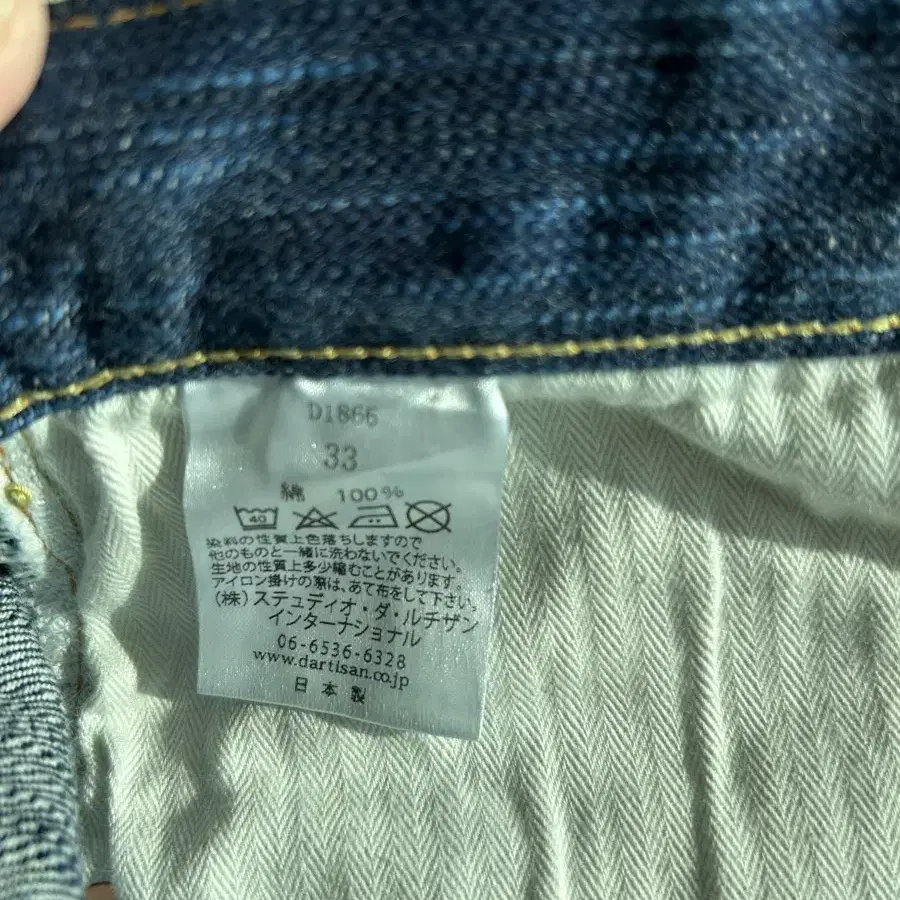 D1866
33
綿 100%
40
染料の性質上色落ちしますので
他のものと一緒に洗わないでください。
生地の性質上多少縮むことがあります。
アイロン掛けの際は、あて布をして下さい。
(株)ステュディオ・ダ・ルチザン
インターナショナル
06-6536-6328
www.dartisan.co.jp
日本製